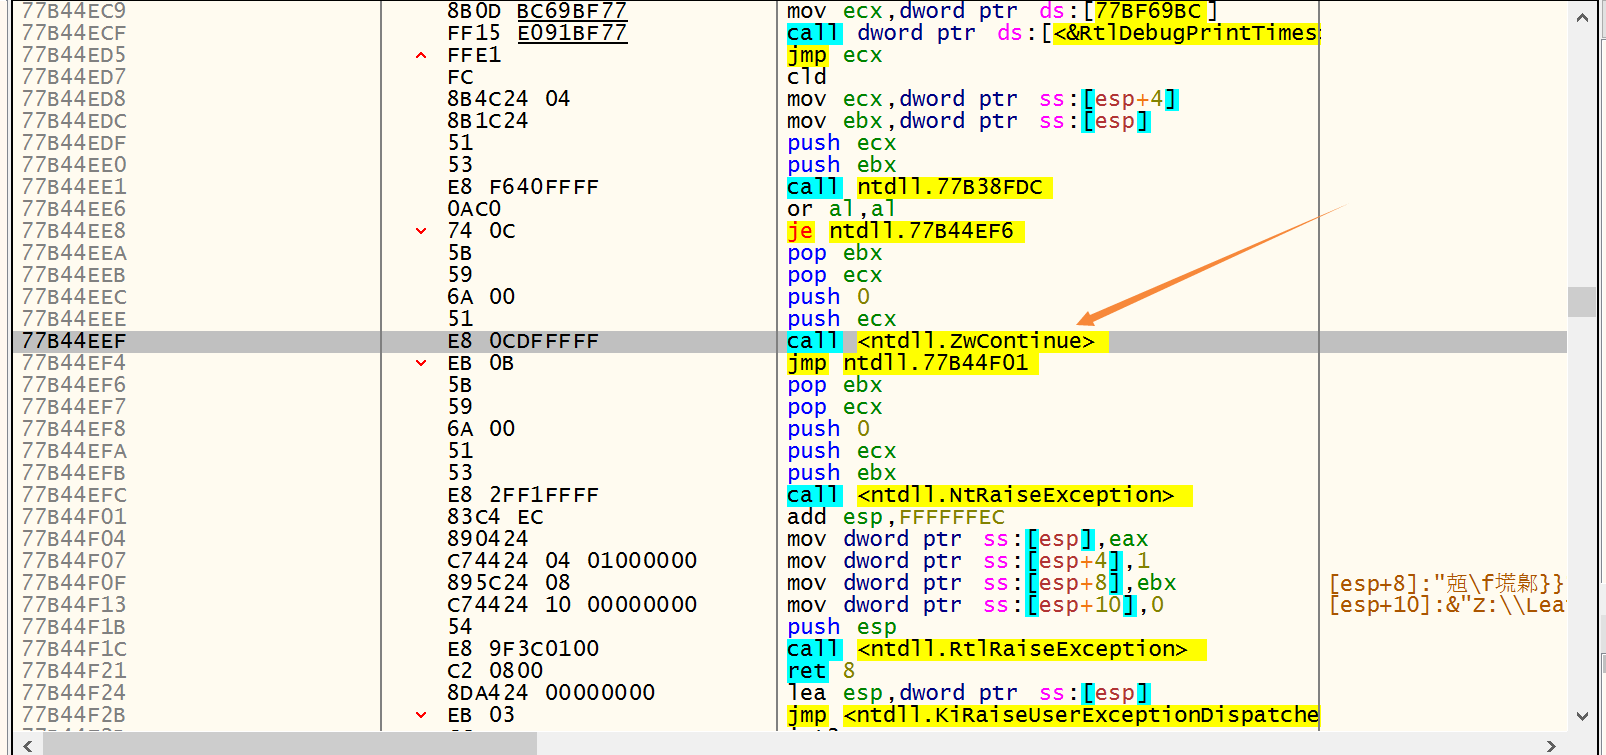 77B44EC9 8B0D BC69BF77 mov ecx,dword ptr ds:[77BF69BC]
77B44ECF FF15 E091BF77 call dword ptr ds:[<&RtlDebugPrintTimes>
77B44ED5 FFE1 jmp ecx
77B44ED7 FC cld
77B44ED8 8B4C24 04 mov ecx,dword ptr ss:[esp+4]
77B44EDC 8B1C24 mov ebx,dword ptr ss:[esp]
77B44EDF 51 push ecx
77B44EE0 53 push ebx
77B44EE1 E8 F640FFFF call ntdll.77B38FDC
77B44EE6 0AC0 or al,al
77B44EE8 74 0C je ntdll.77B44EF6
77B44EEA 5B pop ebx
77B44EEB 59 pop ecx
77B44EEC 6A 00 push 0
77B44EEE 51 push ecx
77B44EEF E8 0CDFFFFF call <ntdll.ZwContinue>
77B44EF4 EB 0B jmp ntdll.77B44F01
77B44EF6 5B pop ebx
77B44EF7 59 pop ecx
77B44EF8 6A 00 push 0
77B44EFA 51 push ecx
77B44EFB 53 push ebx
77B44EFC E8 2FF1FFFF call <ntdll.NtRaiseException>
77B44F01 83C4 EC add esp,FFFFFFEC
77B44F04 890424 mov dword ptr ss:[esp],eax
77B44F07 C74424 04 01000000 mov dword ptr ss:[esp+4],1
77B44F0F 895C24 08 mov dword ptr ss:[esp+8],ebx [esp+8]:
77B44F13 C74424 10 00000000 mov dword ptr ss:[esp+10],0 [esp+10]:&"Z:\\Lea
77B44F1B 54 push esp
77B44F1C E8 9F3C0100 call <ntdll.RtlRaiseException>
77B44F21 C2 0800 ret 8
77B44F24 8DA424 00000000 lea esp,dword ptr ss:[esp]
77B44F2B EB 03 jmp <ntdll.KiRaiseUserExceptionDispatche